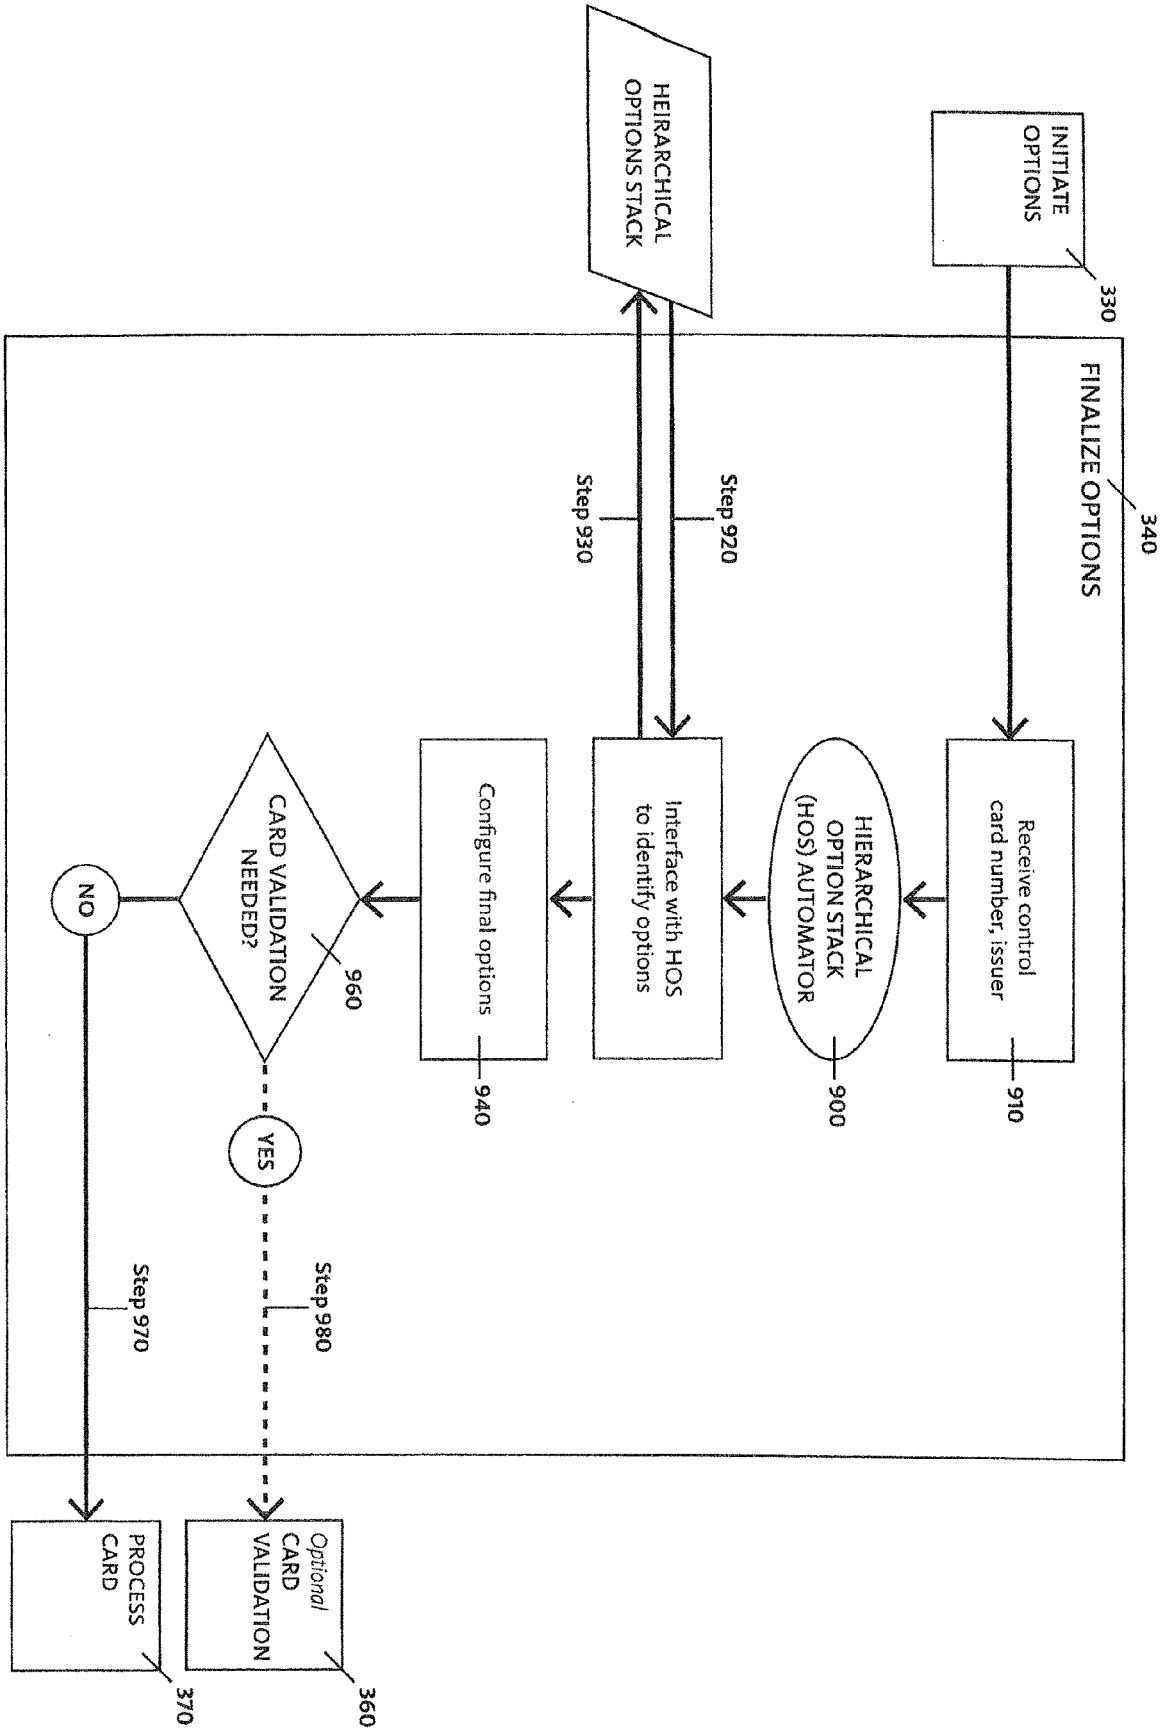 INITIATE
OPTIONS
330
FINALIZE OPTIONS
340
Receive control
card number, issuer
910
HIERARCHICAL
OPTION STACK
(HOS) AUTOMATOR
900
HEIRARCHICAL
OPTIONS STACK
Step 920
Step 930
Interface with HOS
to identify options
Configure final options
940
CARD VALIDATION
NEEDED?
960
YES
Step 980
Optional
CARD
VALIDATION
360
NO
Step 970
PROCESS
CARD
370